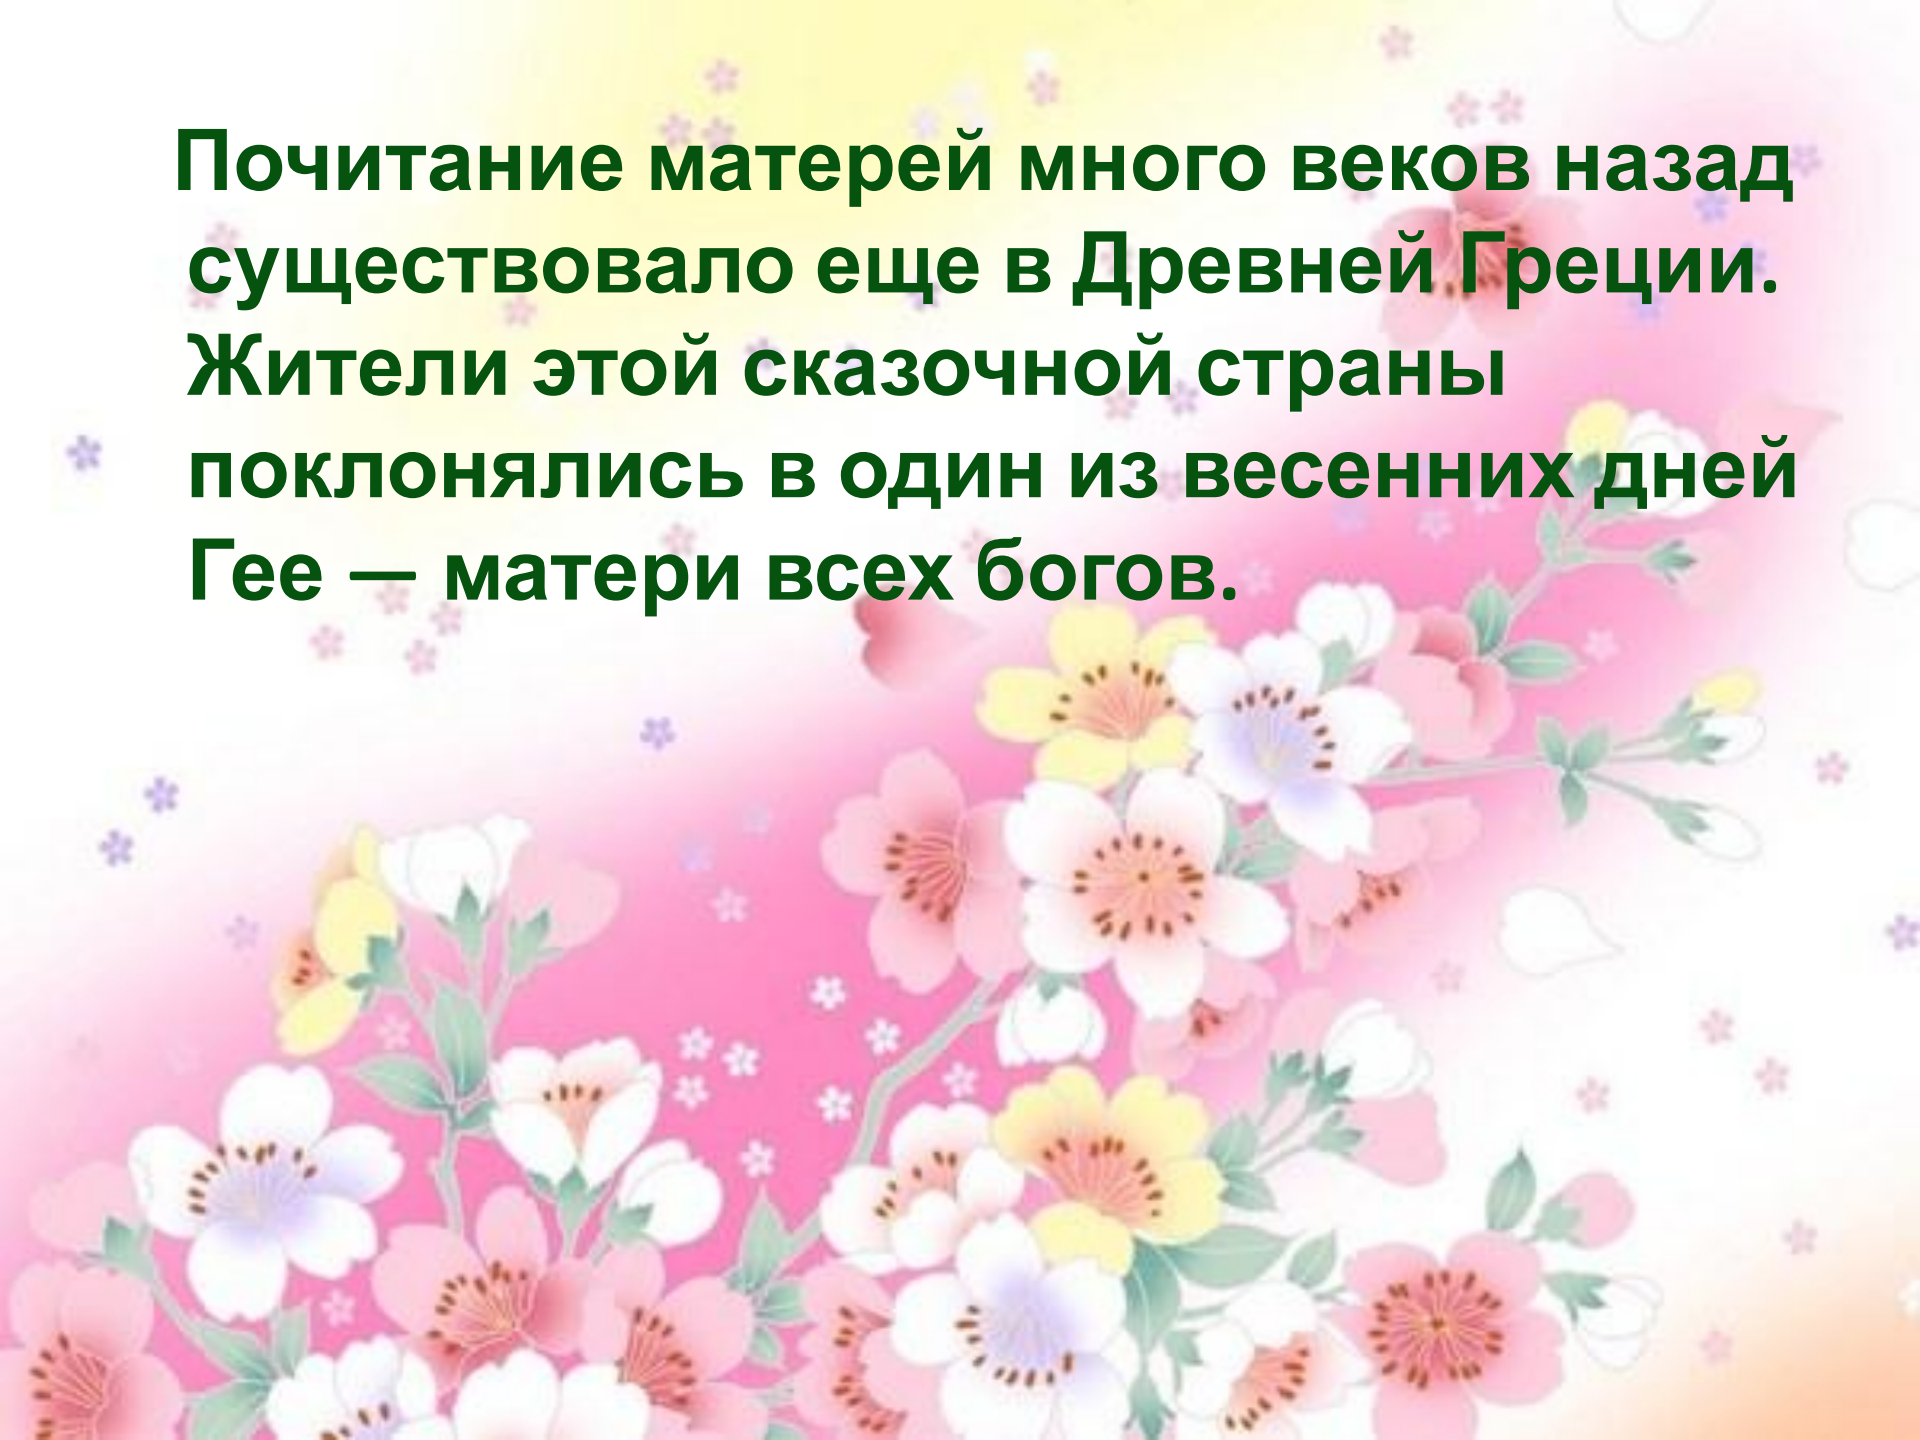 Почитание матерей много веков назад
существовало еще в Древней Греции.
Жители этой сказочной страны
поклонялись в один из весенних дней
Гее — матери всех богов.